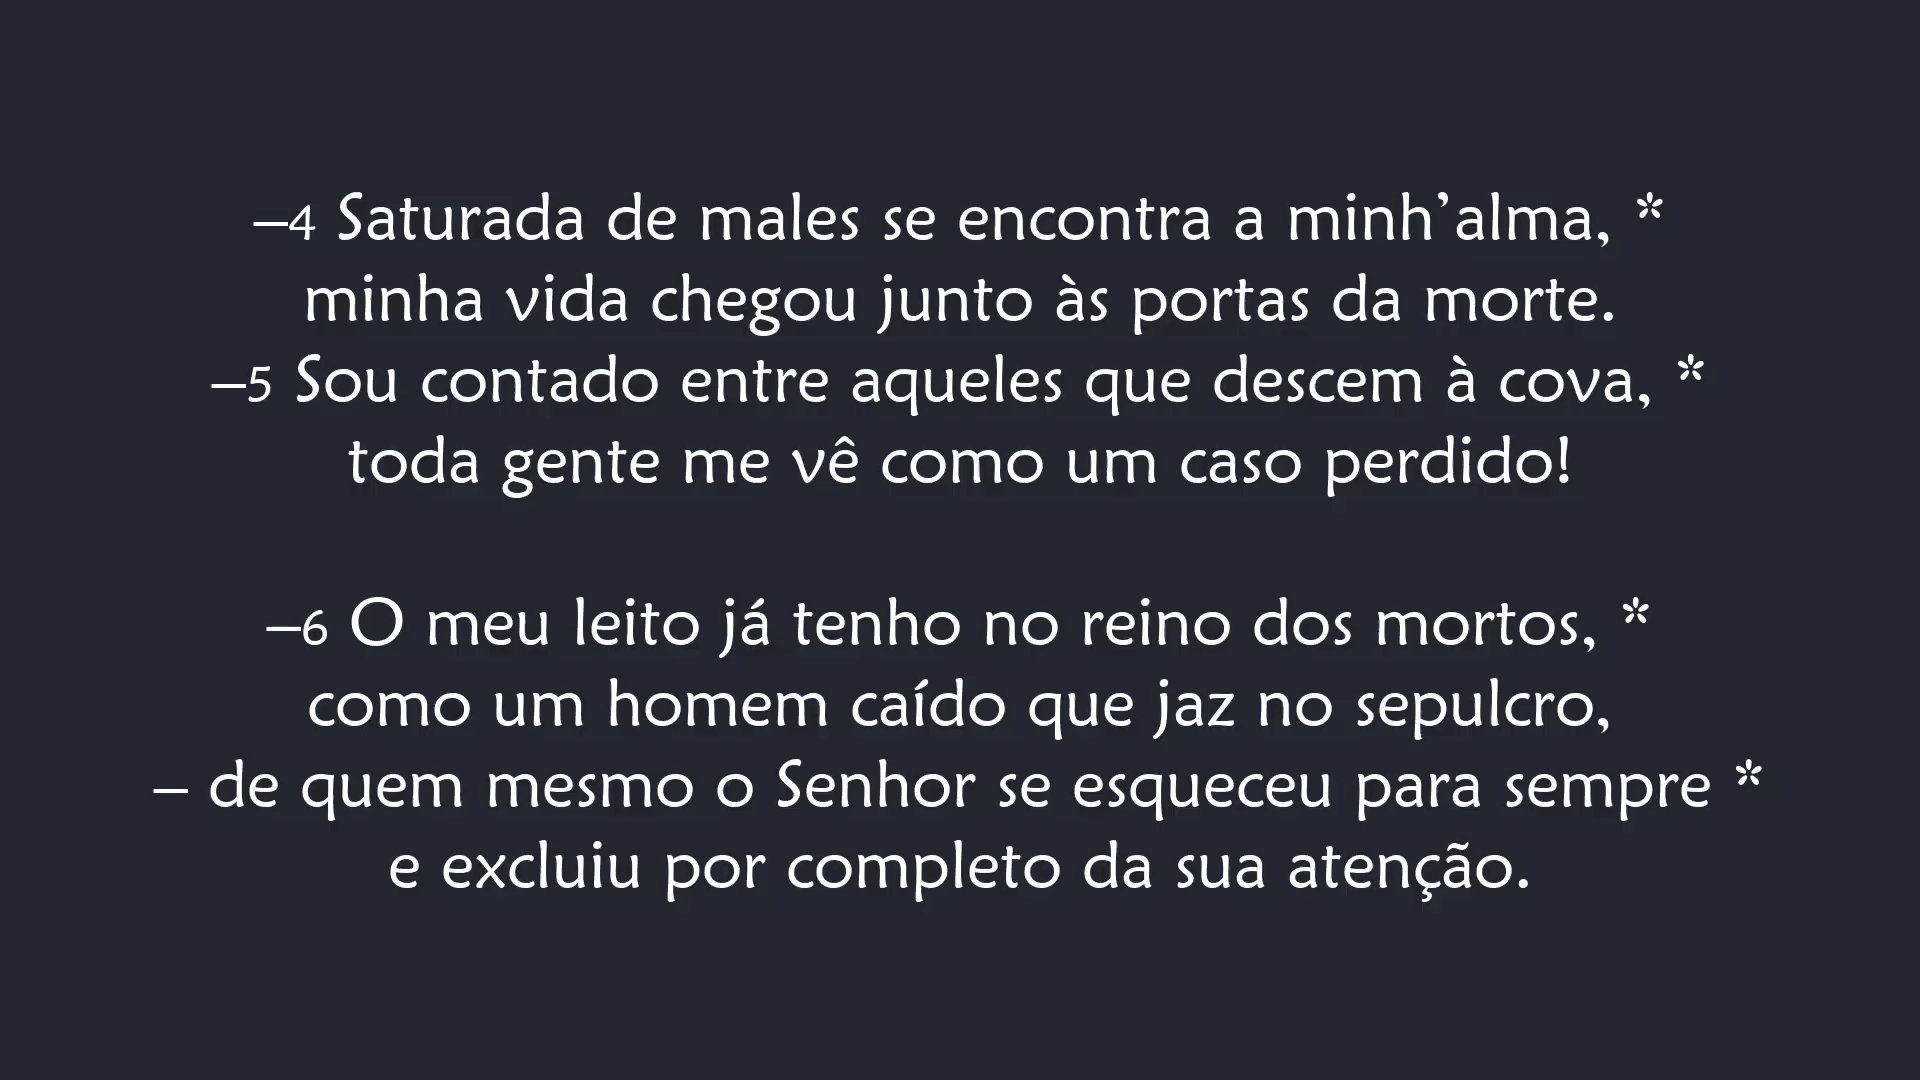 –4 Saturada de males se encontra a minh’alma, *
minha vida chegou junto às portas da morte.
–5 Sou contado entre aqueles que descem à cova, *
toda gente me vê como um caso perdido!
–6 O meu leito já tenho no reino dos mortos, *
como um homem caído que jaz no sepulcro,
– de quem mesmo o Senhor se esqueceu para sempre *
e excluiu por completo da sua atenção.